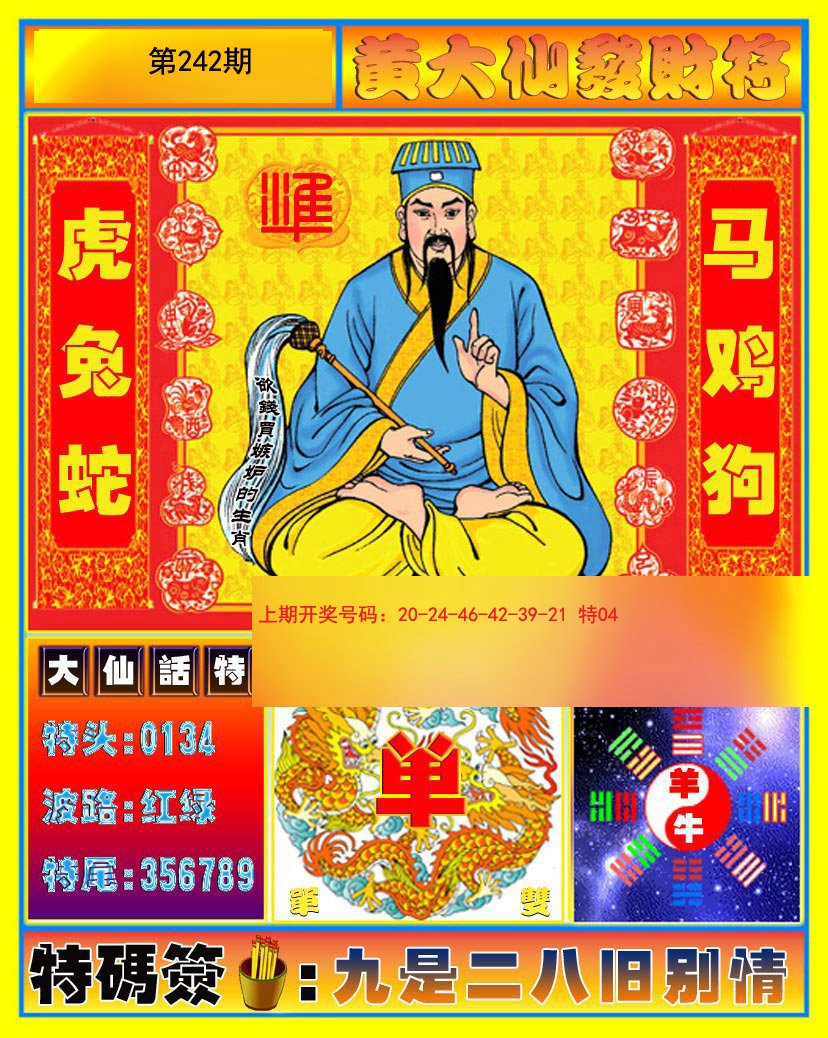 第242期
黄大仙發財符
虎兔蛇
马鸡狗
欲錢買嫉妒的生肖
上期开奖号码：20-24-46-42-39-21 特04
大仙話特
特头:0134
波路:红绿
特尾:356789
单
單
雙
羊
牛
特碼簽:九是二八旧别情